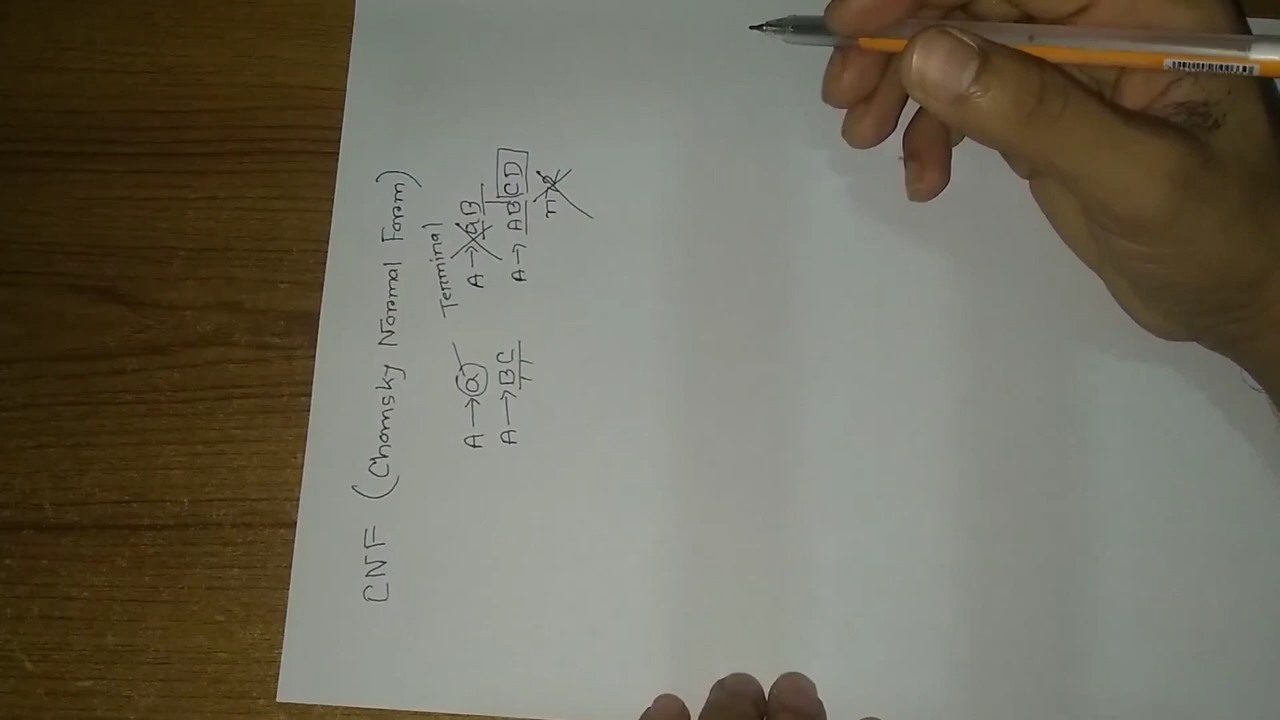 CNF (Chomsky Normal Form)
Terminal
A → a
A → aB
A → BC
A → ABCD